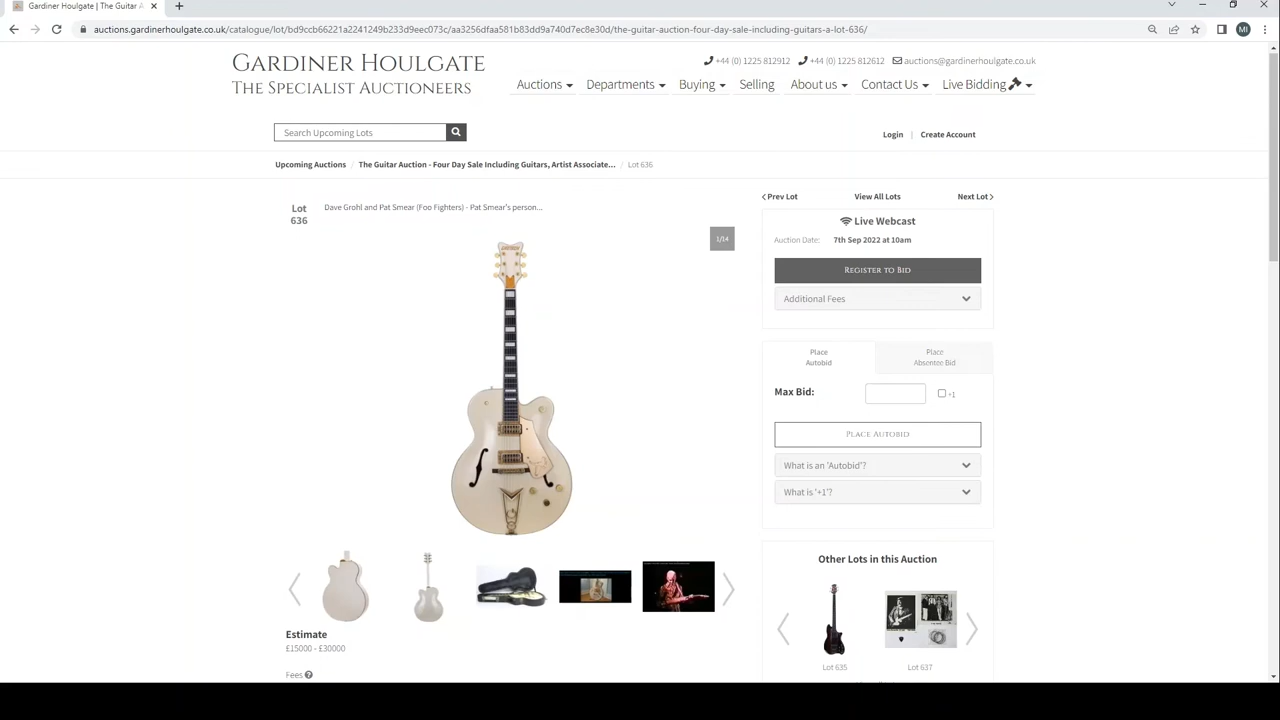 Gardiner Houlgate | The Guitar A
auctions.gardinerhoulgate.co.uk/catalogue/lot/bd9ccb66221a2241249b233d9eec073c/aa3256dfaa581b83dd9a740d7ec8e30d/the-guitar-auction-four-day-sale-including-guitars-a-lot-636/
MI
GARDINER HOULGATE
THE SPECIALIST AUCTIONEERS
+44 (0) 1225 812912 +44 (0) 1225 812612 auctions@gardinerhoulgate.co.uk
Auctions Departments Buying Selling About us Contact Us Live Bidding
Search Upcoming Lots
Login | Create Account
Upcoming Auctions / The Guitar Auction - Four Day Sale Including Guitars, Artist Associate... / Lot 636
Lot 636
Dave Grohl and Pat Smear (Foo Fighters) - Pat Smear's person...
1/14
Estimate
£15000 - £30000
Fees
Prev Lot View All Lots Next Lot
Live Webcast
Auction Date: 7th Sep 2022 at 10am
REGISTER TO BID
Additional Fees
Place Autobid
Place Absentee Bid
Max Bid: +1
PLACE AUTOBID
What is an 'Autobid'?
What is '+1'?
Other Lots in this Auction
Lot 635 Lot 637